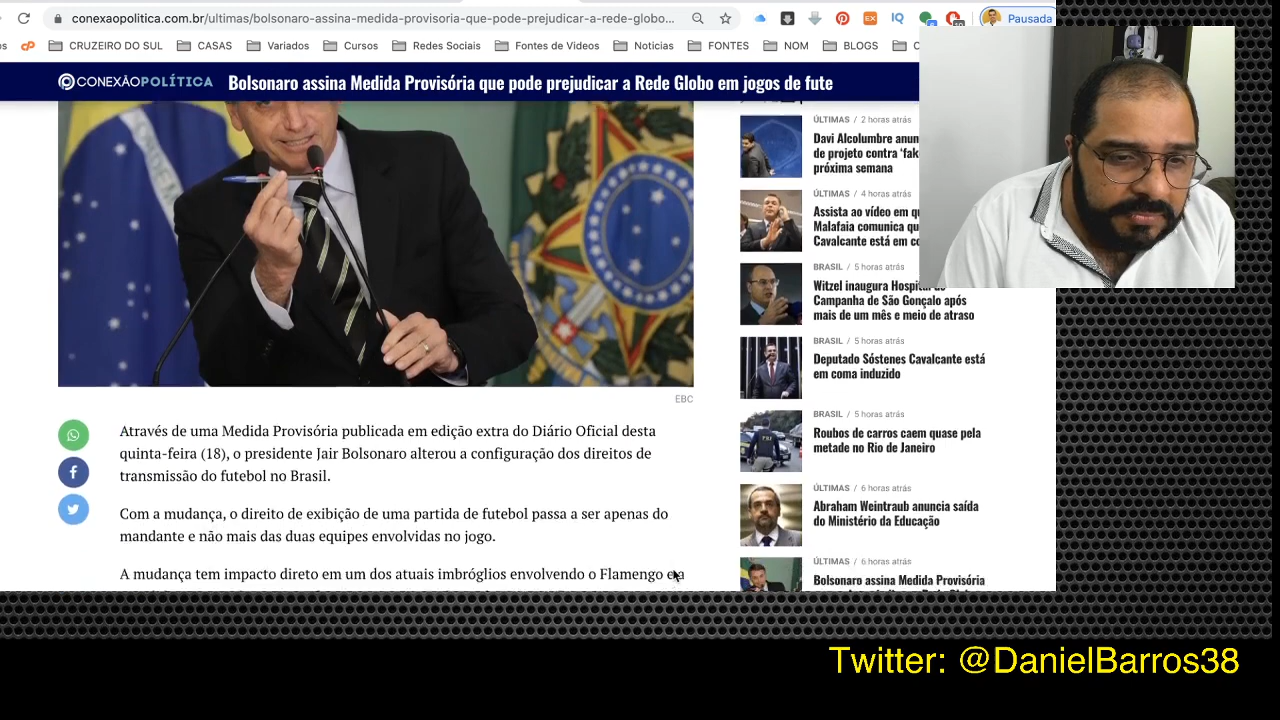 conexaopolitica.com.br/ultimas/bolsonaro-assina-medida-provisoria-que-pode-prejudicar-a-rede-globo...
EX
IQ
Pausada
os
CRUZEIRO DO SUL
CASAS
Variados
Cursos
Redes Sociais
Fontes de Videos
Noticias
FONTES
NOM
BLOGS
CONEXÃOPOLÍTICA
Bolsonaro assina Medida Provisória que pode prejudicar a Rede Globo em jogos de fute
EBC
Através de uma Medida Provisória publicada em edição extra do Diário Oficial desta
quinta-feira (18), o presidente Jair Bolsonaro alterou a configuração dos direitos de
transmissão do futebol no Brasil.
Com a mudança, o direito de exibição de uma partida de futebol passa a ser apenas do
mandante e não mais das duas equipes envolvidas no jogo.
A mudança tem impacto direto em um dos atuais imbróglios envolvendo o Flamengo e a
ÚLTIMAS / 2 horas atrás
Davi Alcolumbre anun
de projeto contra 'fak
próxima semana
ÚLTIMAS / 4 horas atrás
Assista ao vídeo em qu
Malafaia comunica qu
Cavalcante está em co
BRASIL / 5 horas atrás
Witzel inaugura Hospital de
Campanha de São Gonçalo após
mais de um mês e meio de atraso
BRASIL / 5 horas atrás
Deputado Sóstenes Cavalcante está
em coma induzido
BRASIL / 5 horas atrás
Roubos de carros caem quase pela
metade no Rio de Janeiro
ÚLTIMAS / 6 horas atrás
Abraham Weintraub anuncia saída
do Ministério da Educação
ÚLTIMAS / 6 horas atrás
Bolsonaro assina Medida Provisória
Twitter: @DanielBarros38